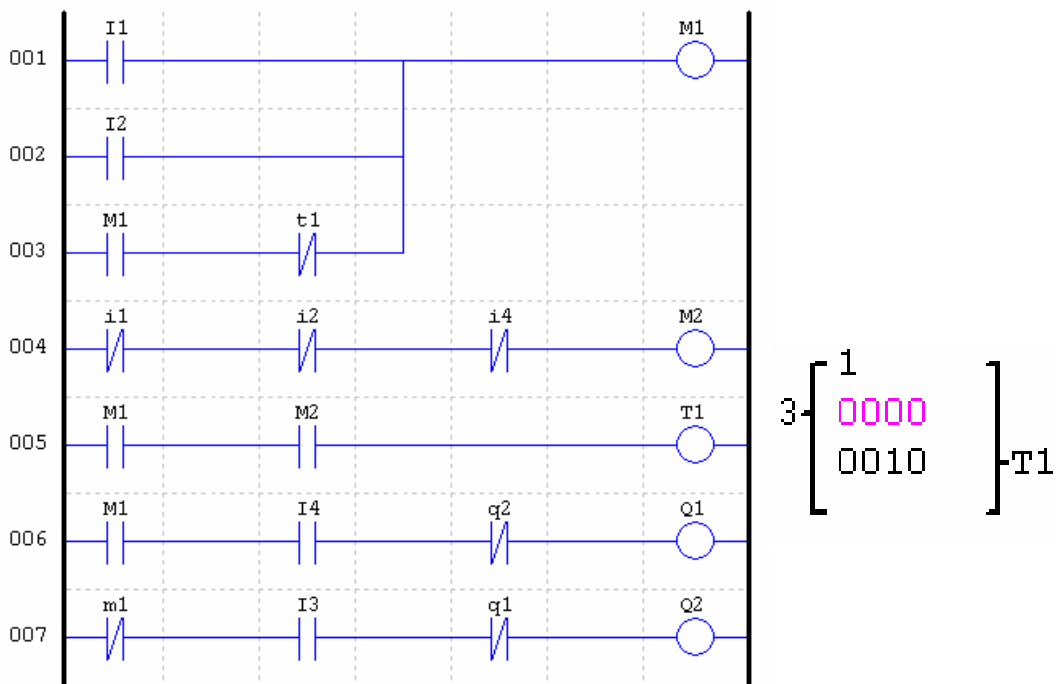 I1 M1
001
I2
002
M1 t1
003
i1 i2 i4 M2
004
M1 M2 T1
005
M1 I4 q2 Q1
006
m1 I3 q1 Q2
007
1
3 0000
0010 T1